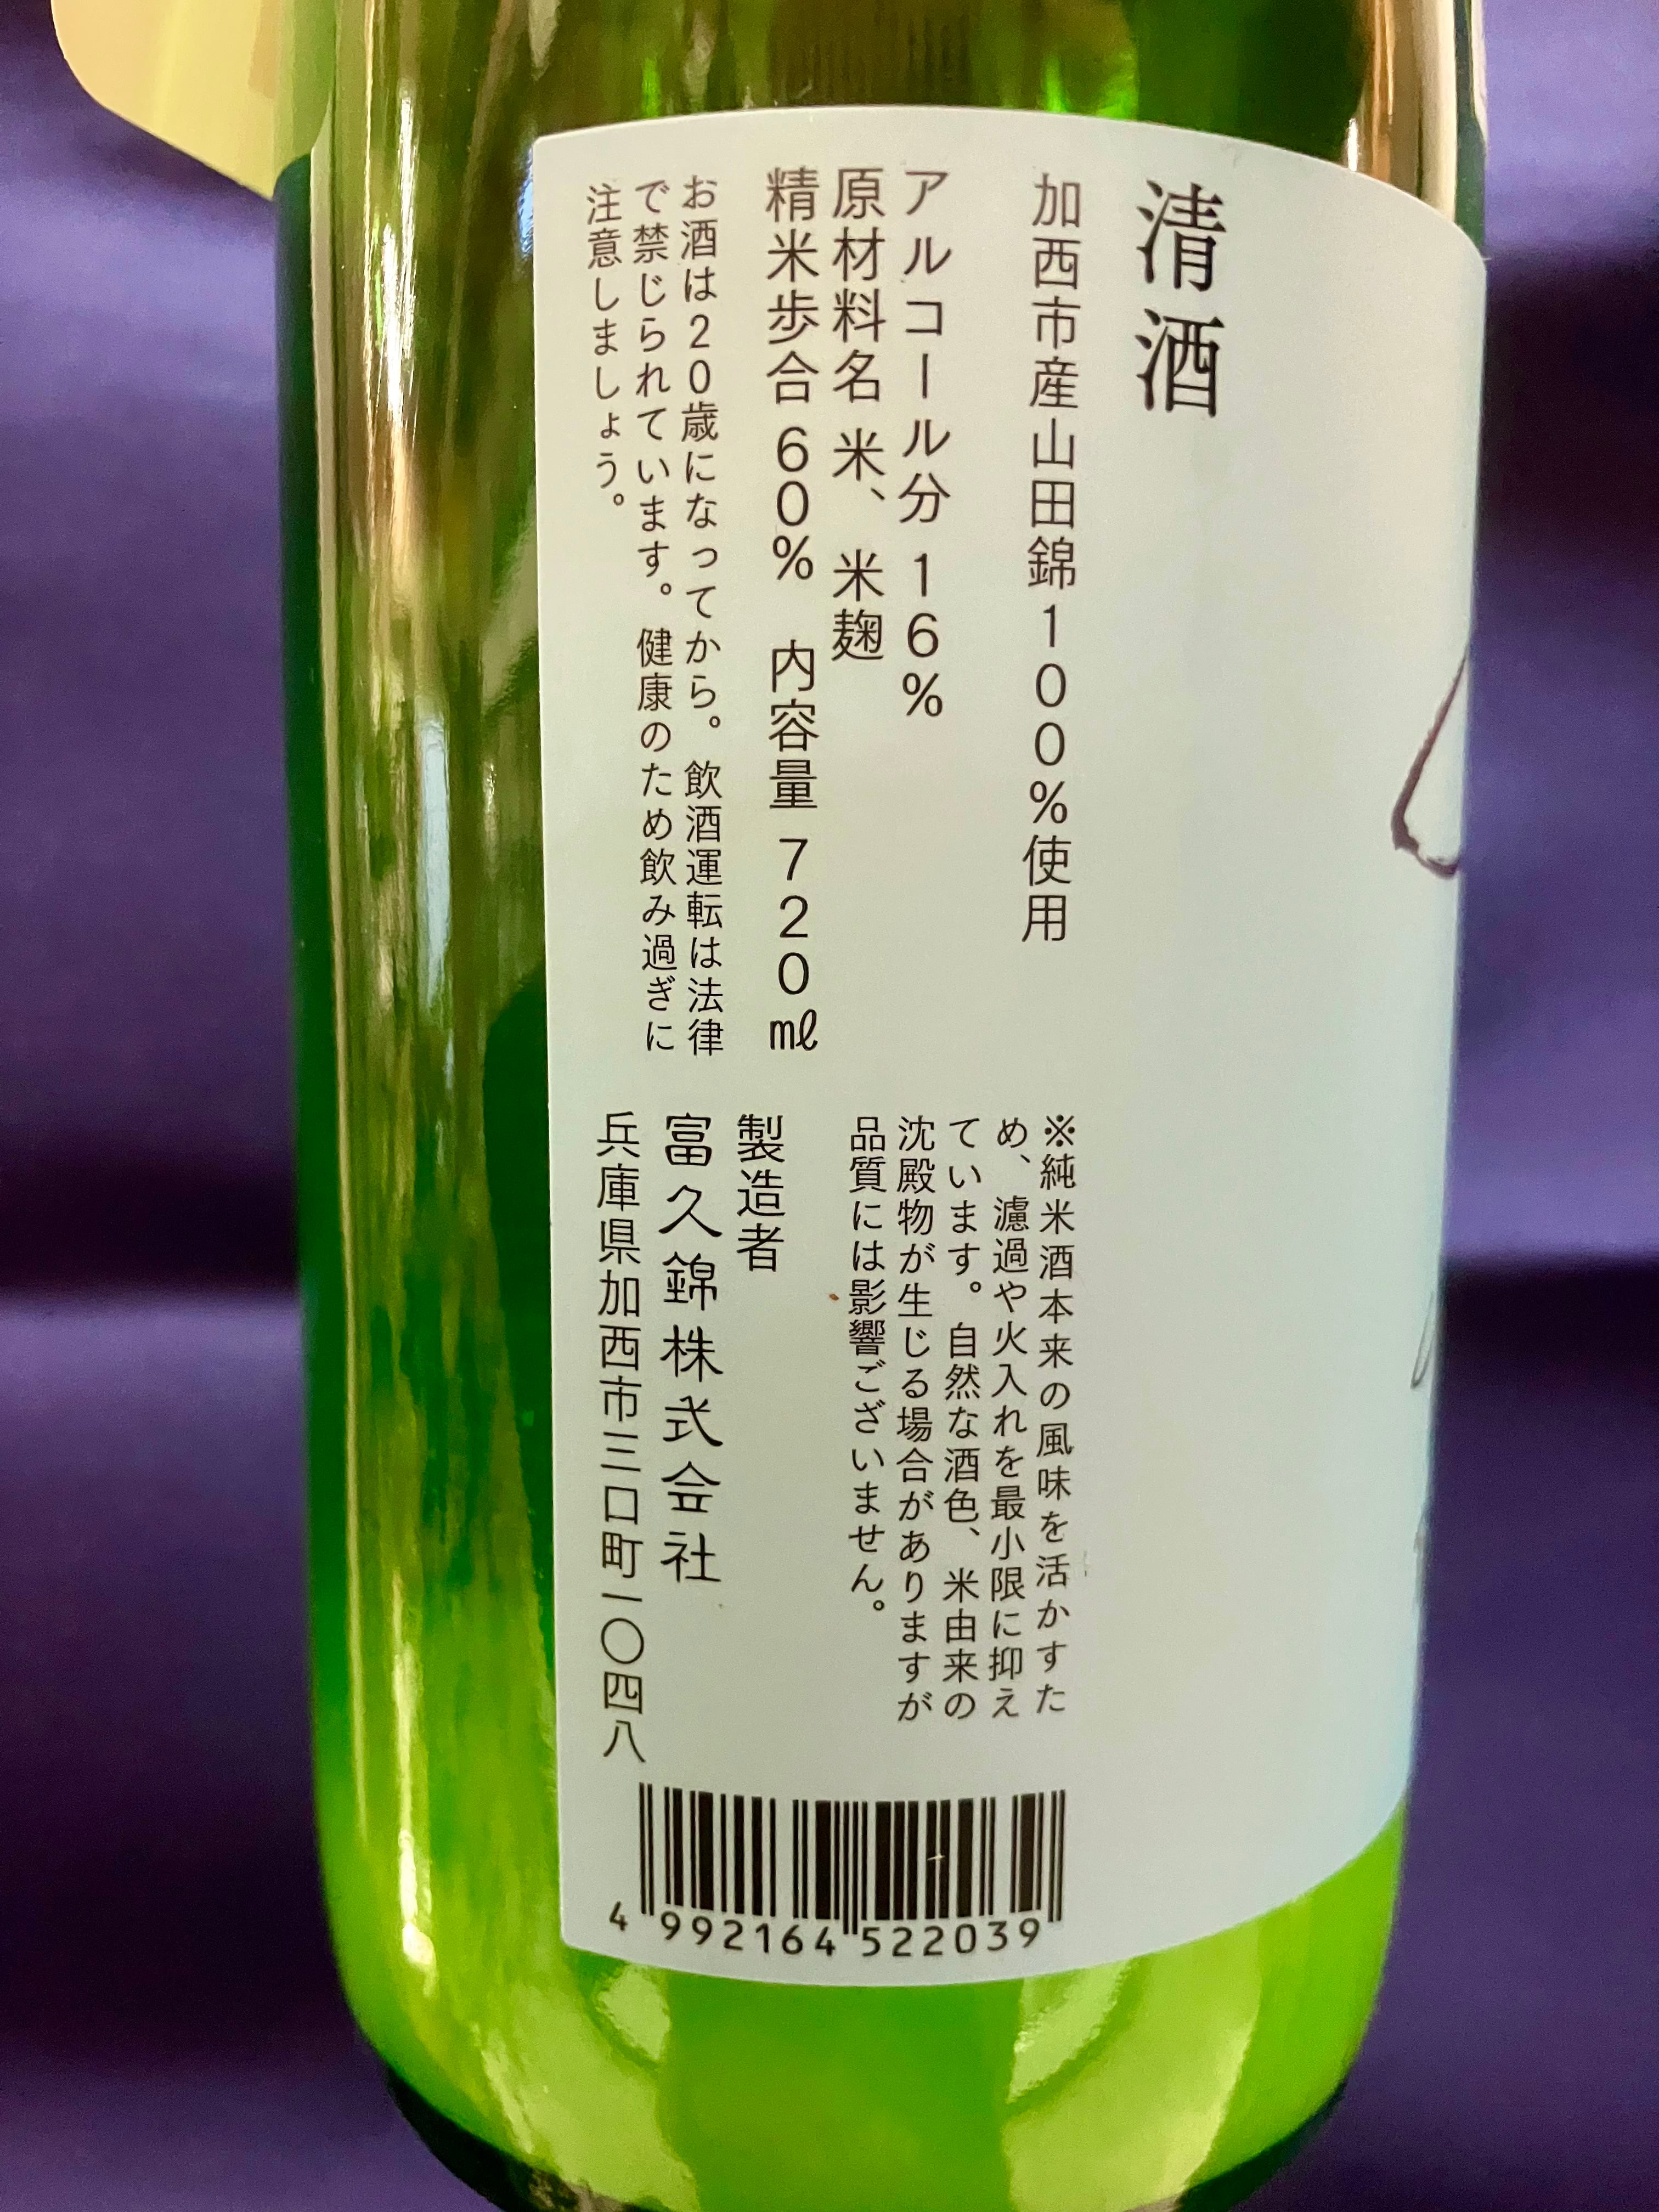 清酒
加西市産山田錦100%使用
アルコール分 16%
原材料名 米、米麹
精米歩合 60% 内容量 720㎖
お酒は20歳になってから。飲酒運転は法律
で禁じられています。健康のため飲み過ぎに
注意しましょう。
※純米酒本来の風味を活かすた
め、濾過や火入れを最小限に抑え
ています。自然な酒色、米由来の
沈殿物が生じる場合がありますが
品質には影響ございません。
製造者
富久錦株式会社
兵庫県加西市三口町一〇四八
4 992164 522039